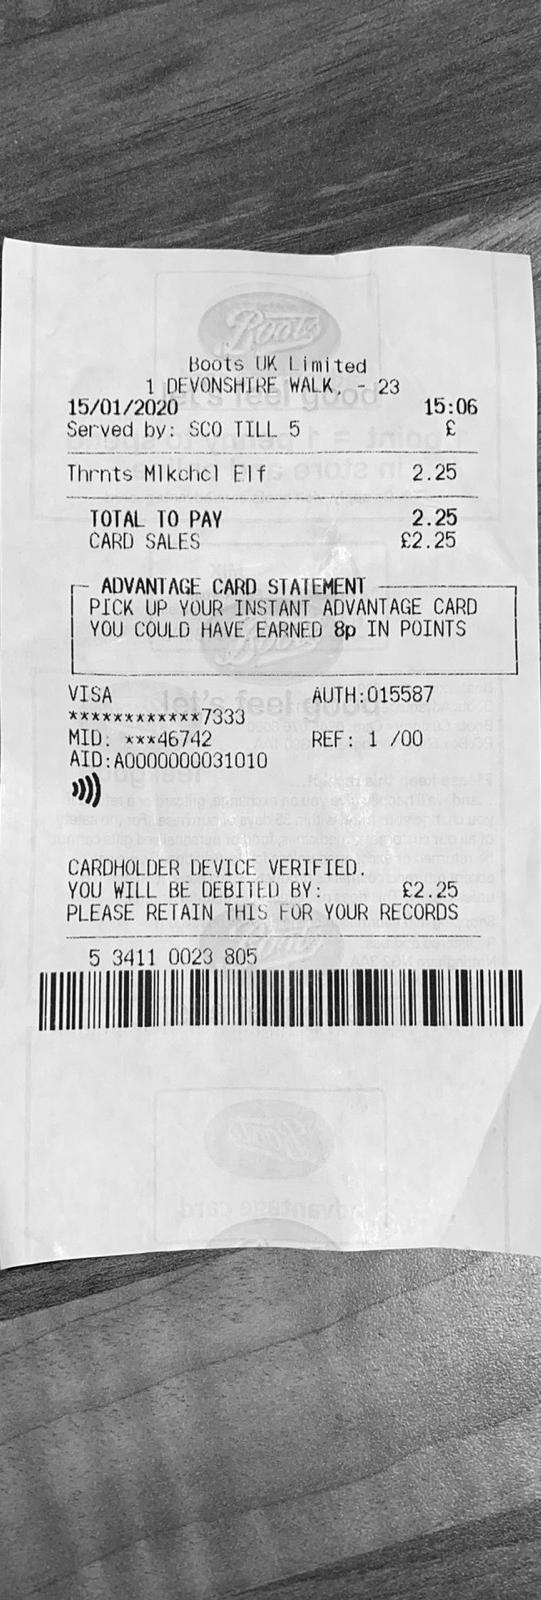 Boots UK Limited
1 DEVONSHIRE WALK, - 23
15/01/2020 15:06
Served by: SCO TILL 5 £
Thrnts Mlkchcl Elf 2.25
TOTAL TO PAY 2.25
CARD SALES £2.25
ADVANTAGE CARD STATEMENT
PICK UP YOUR INSTANT ADVANTAGE CARD
YOU COULD HAVE EARNED 8p IN POINTS
VISA AUTH:015587
************7333
MID: ***46742 REF: 1 /00
AID:A0000000031010
CARDHOLDER DEVICE VERIFIED.
YOU WILL BE DEBITED BY: £2.25
PLEASE RETAIN THIS FOR YOUR RECORDS
5 3411 0023 805